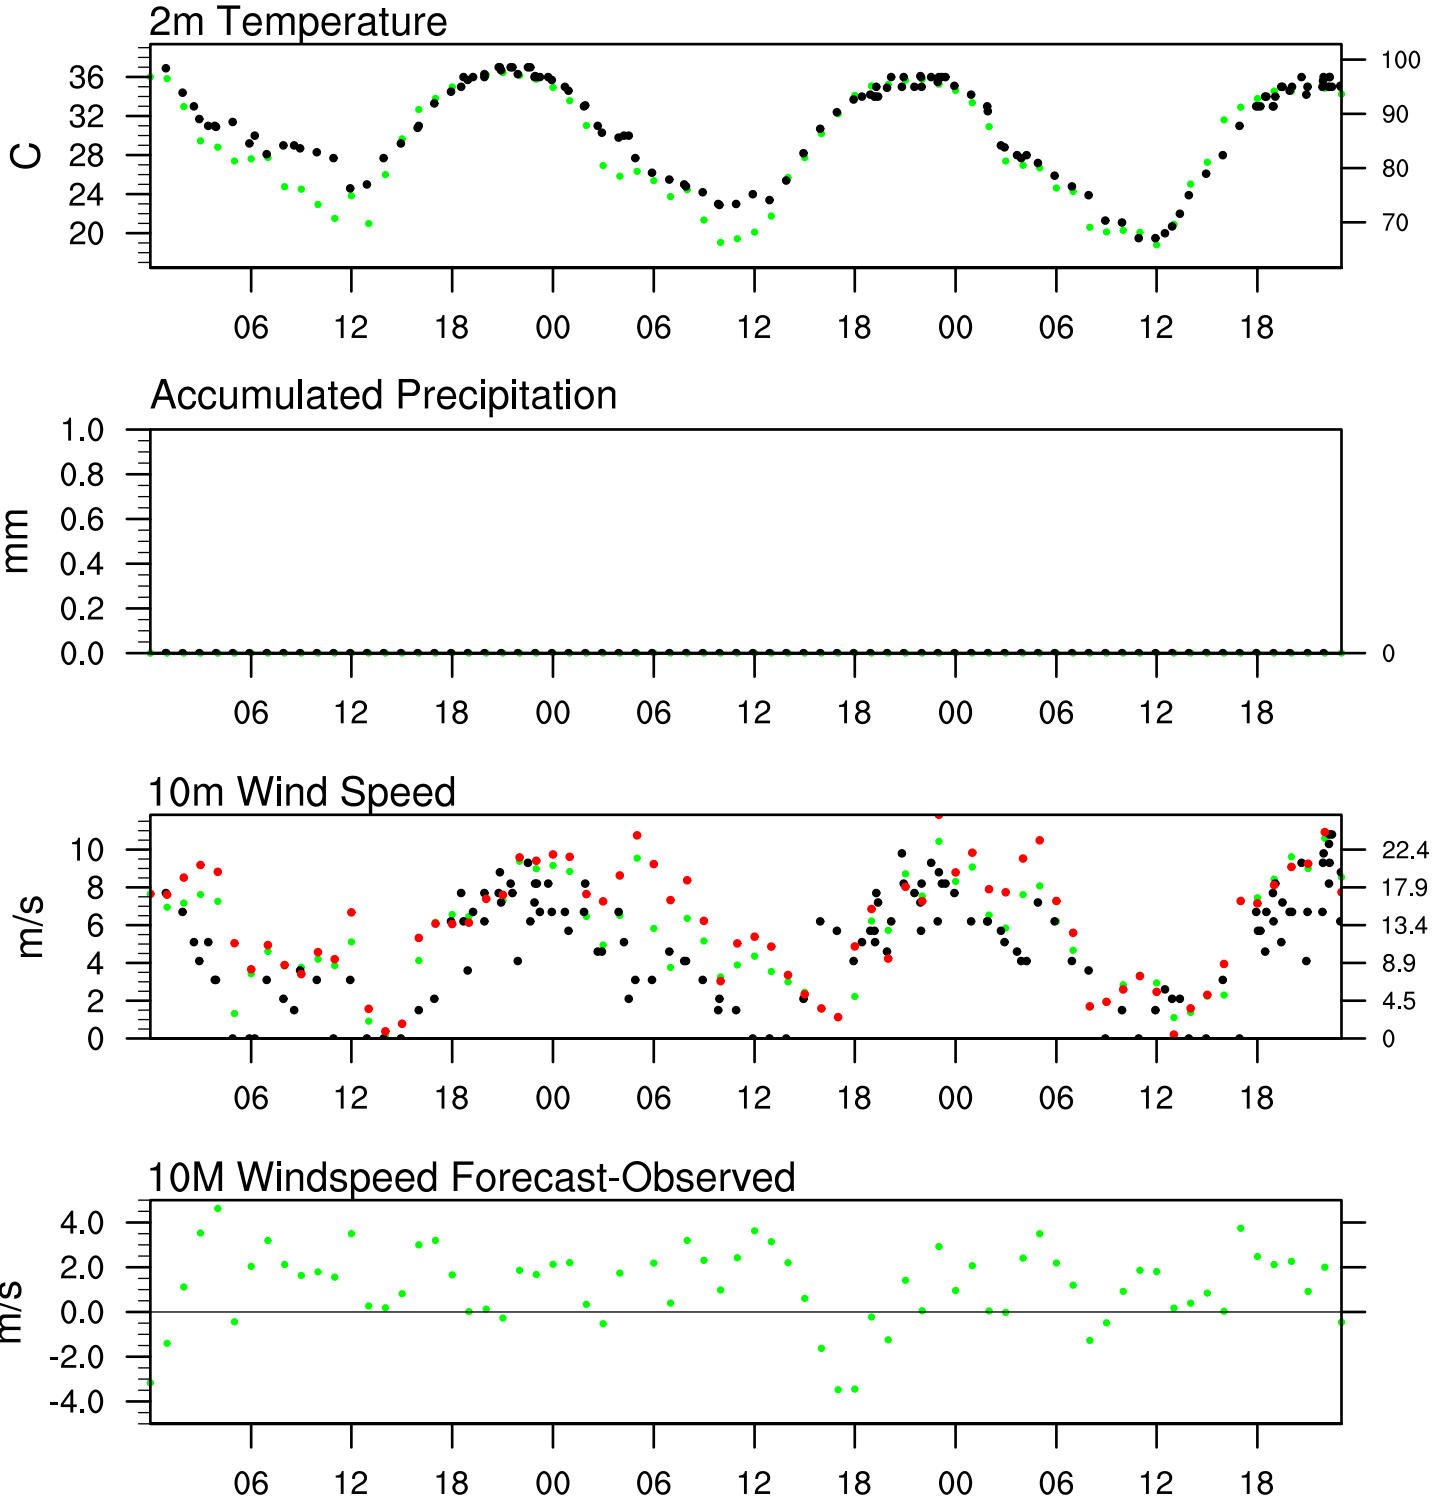 2m Temperature
36
32
28
24
20
C
100
90
80
70
06 12 18 00 06 12 18 00 06 12 18
Accumulated Precipitation
1.0
0.8
0.6
0.4
0.2
0.0
mm
0
06 12 18 00 06 12 18 00 06 12 18
10m Wind Speed
10
8
6
4
2
0
m/s
22.4
17.9
13.4
8.9
4.5
0
06 12 18 00 06 12 18 00 06 12 18
10M Windspeed Forecast-Observed
4.0
2.0
0.0
-2.0
-4.0
m/s
06 12 18 00 06 12 18 00 06 12 18